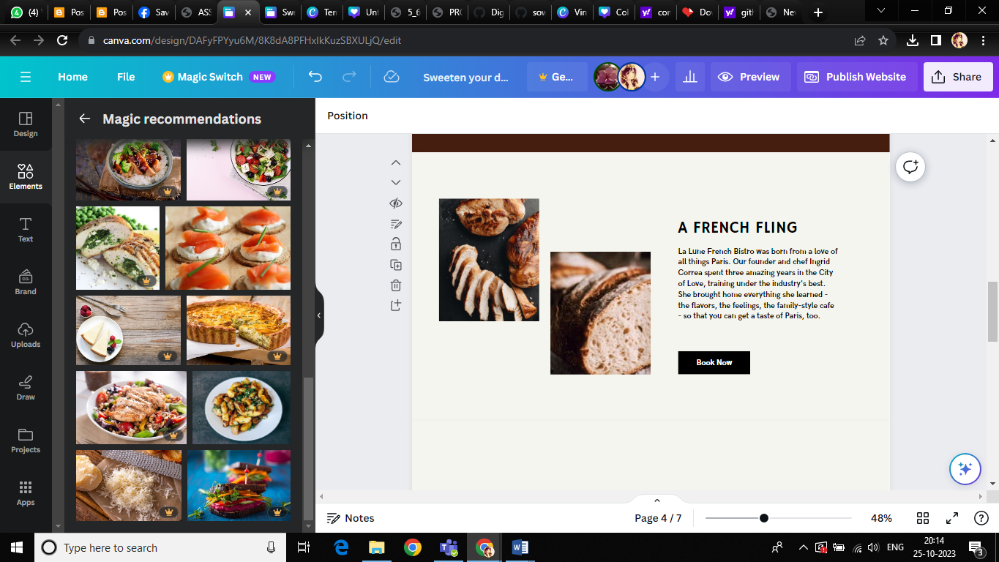 (4)
Pos
Pos
Sav
ASS
Swe
Ten
Unt
5_6
PRO
Dig
sov
Vin
Col
con
Dov
gith
Nev
canva.com/design/DAFyFPYyu6M/8K8dA8PFHxIkKuzSBXULjQ/edit
Home
File
Magic Switch
NEW
Sweeten your d...
Ge...
Preview
Publish Website
Share
Design
Elements
Text
Brand
Uploads
Draw
Projects
Apps
Magic recommendations
Position
A FRENCH FLING
La Lune French Bistro was born from a love of
all things Paris. Our founder and chef Ingrid
Correa spent three amazing years in the City
of Love, training under the industry's best.
She brought home everything she learned -
the flavors, the feelings, the family-style cafe
- so that you can get a taste of Paris, too.
Book Now
Notes
Page 4 / 7
48%
Type here to search
ENG
20:14
25-10-2023
3